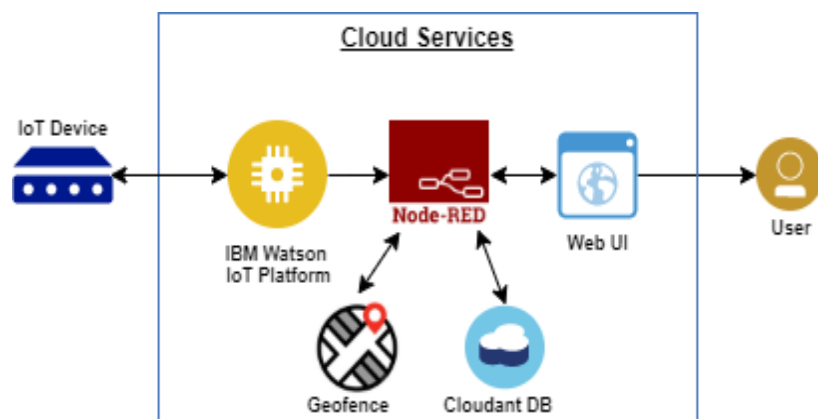 Cloud Services
IoT Device
Node-RED
IBM Watson
IoT Platform
Web UI
User
Geofence
Cloudant DB